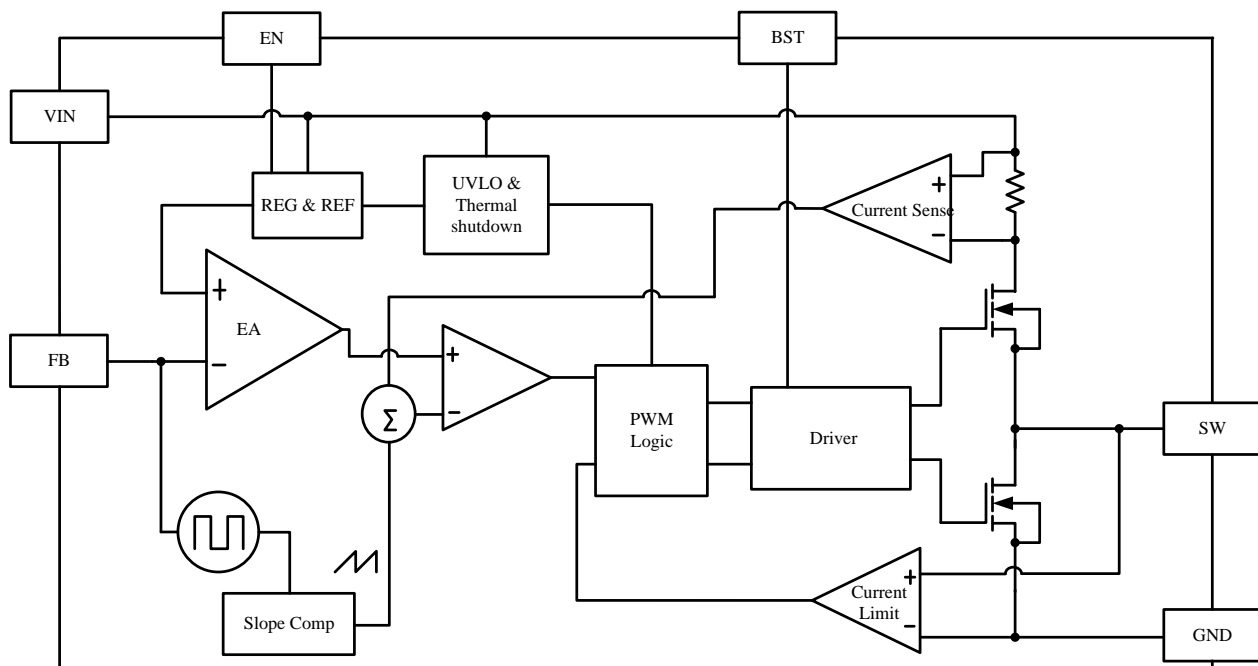 EN
BST
VIN
UVLO &
Thermal
shutdown
REG & REF
Current Sense
+
−
+
EA
−
FB
+
−
Σ
PWM
Logic
Driver
SW
+
Current
Limit
−
Slope Comp
GND